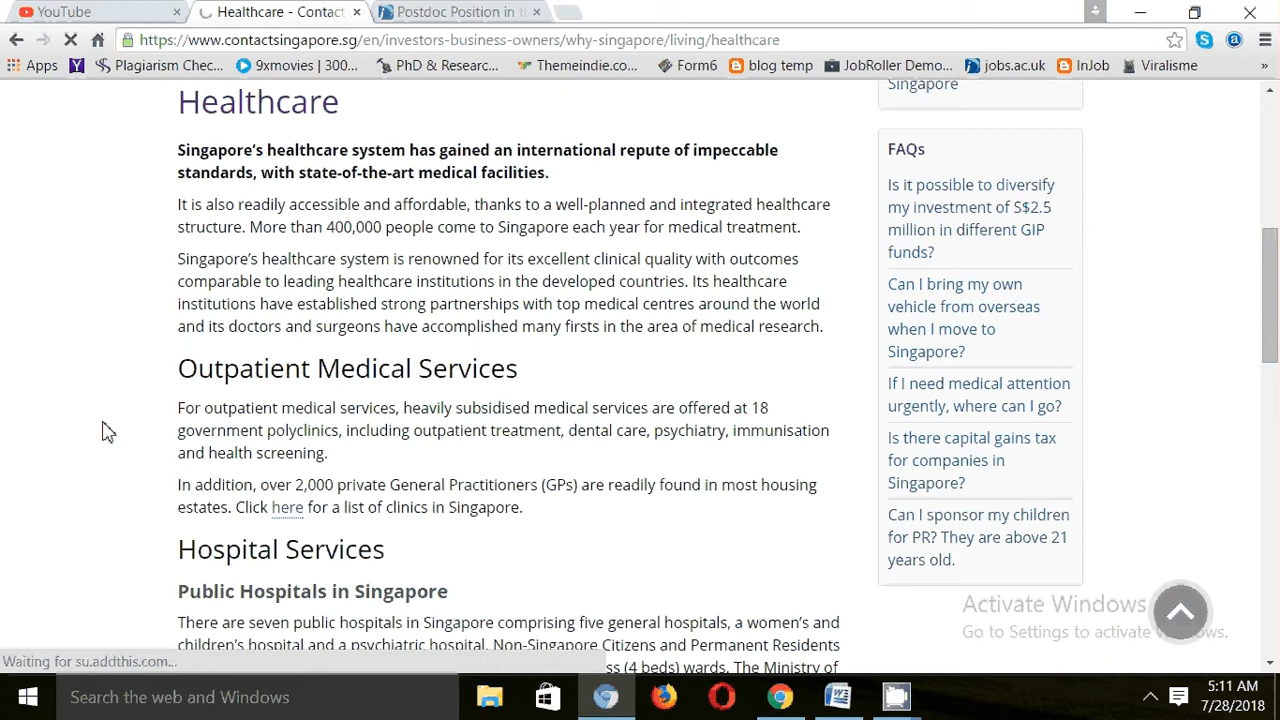 YouTube
Healthcare - Contact
Postdoc Position in t
https://www.contactsingapore.sg/en/investors-business-owners/why-singapore/living/healthcare
Apps
Plagiarism Chec...
9xmovies | 300...
PhD & Researc...
Themeindie.co...
Form6
blog temp
JobRoller Demo...
jobs.ac.uk
InJob
Viralisme
»
Healthcare
Singapore's healthcare system has gained an international repute of impeccable
standards, with state-of-the-art medical facilities.
It is also readily accessible and affordable, thanks to a well-planned and integrated healthcare
structure. More than 400,000 people come to Singapore each year for medical treatment.
Singapore's healthcare system is renowned for its excellent clinical quality with outcomes
comparable to leading healthcare institutions in the developed countries. Its healthcare
institutions have established strong partnerships with top medical centres around the world
and its doctors and surgeons have accomplished many firsts in the area of medical research.
Outpatient Medical Services
For outpatient medical services, heavily subsidised medical services are offered at 18
government polyclinics, including outpatient treatment, dental care, psychiatry, immunisation
and health screening.
In addition, over 2,000 private General Practitioners (GPs) are readily found in most housing
estates. Click here for a list of clinics in Singapore.
Hospital Services
Public Hospitals in Singapore
There are seven public hospitals in Singapore comprising five general hospitals, a women's and
children's hospital and a psychiatric hospital. Non-Singapore Citizens and Permanent Residents
ss (4 beds) wards. The Ministry of
Singapore
FAQs
Is it possible to diversify
my investment of S$2.5
million in different GIP
funds?
Can I bring my own
vehicle from overseas
when I move to
Singapore?
If I need medical attention
urgently, where can I go?
Is there capital gains tax
for companies in
Singapore?
Can I sponsor my children
for PR? They are above 21
years old.
Activate Windows
Go to Settings to activate Windows.
Waiting for su.addthis.com...
Search the web and Windows
5:11 AM
7/28/2018